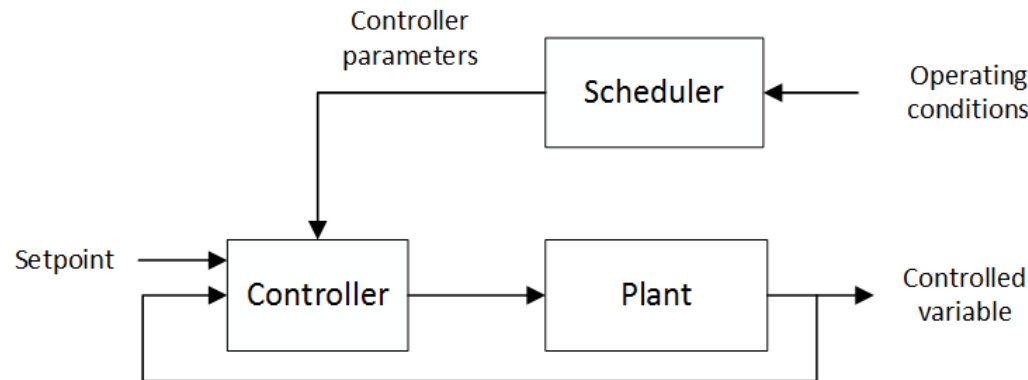 Controller
parameters
Scheduler
Operating
conditions
Setpoint
Controller
Plant
Controlled
variable